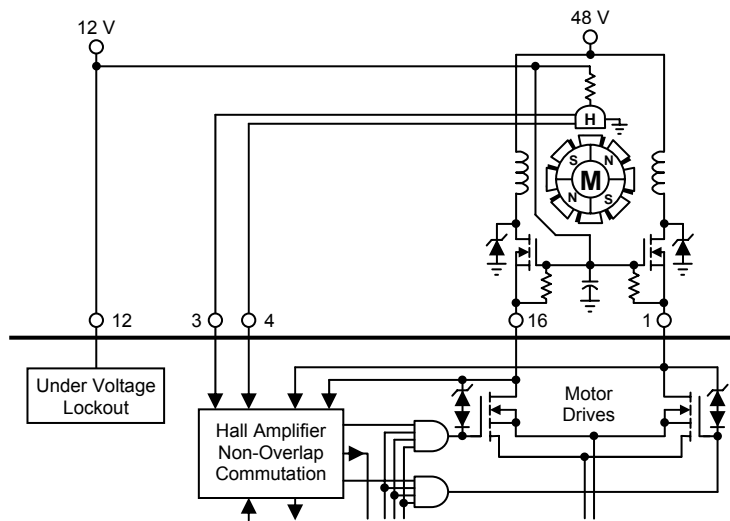 12 V
48 V
H
S
N
M
N
S
12
3
4
16
1
Under Voltage
Lockout
Hall Amplifier
Non-Overlap
Commutation
Motor
Drives